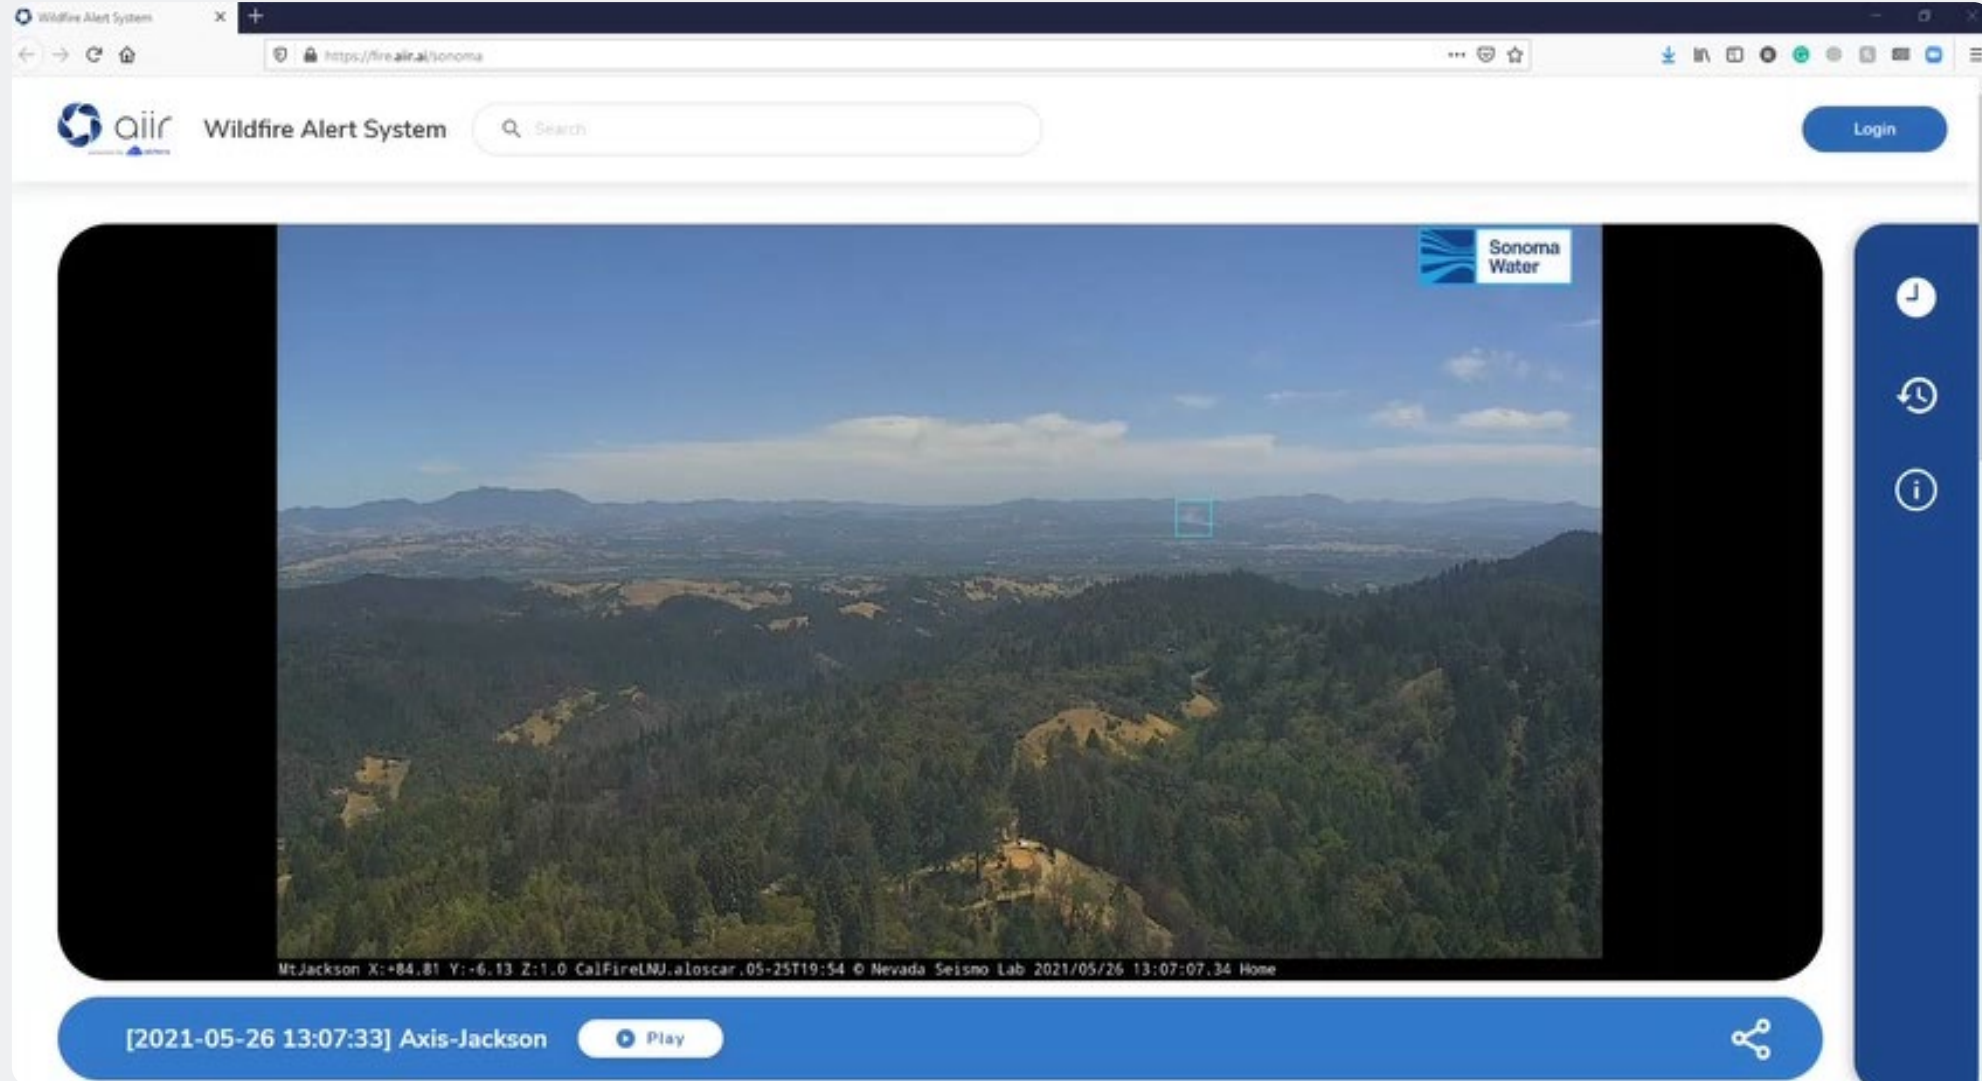 Wildfire Alert System
https://fire.aiir.ai/sonoma
aiir
Wildfire Alert System
Search
Login
Sonoma
Water
MtJackson X:+84.81 Y:-6.13 Z:1.0 CalFireLNU.aloscar.05-25T19:54 © Nevada Seismo Lab 2021/05/26 13:07:07.34 Home
[2021-05-26 13:07:33] Axis-Jackson
Play